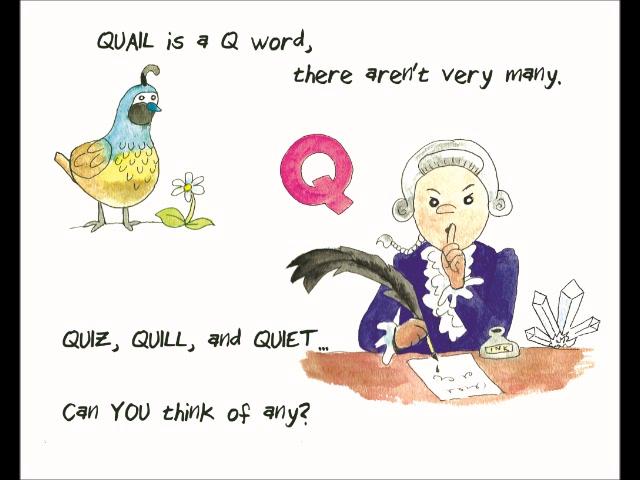 QUAIL is a Q word,
there aren't very many.
Q
INK
QUIZ, QUILL, and QUIET...
Can YOU think of any?